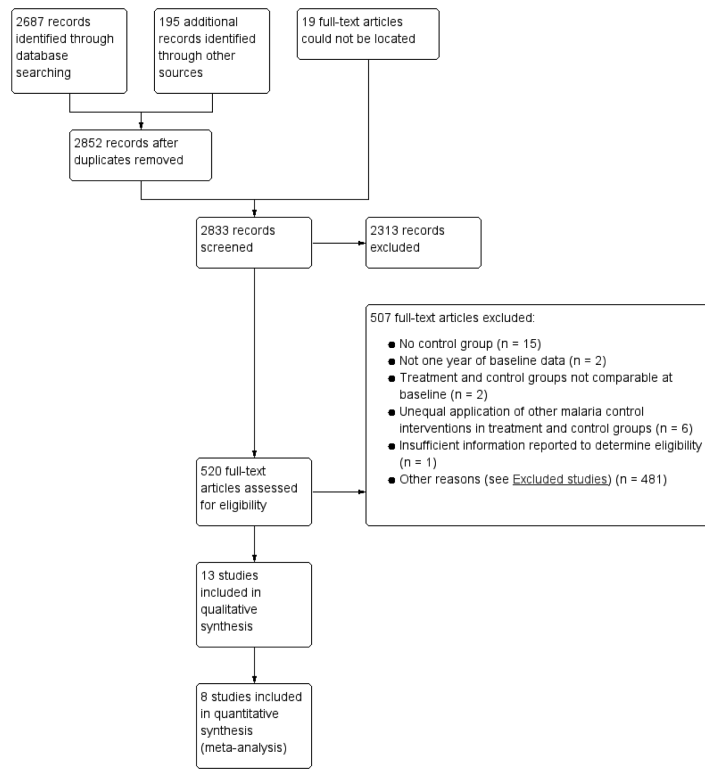 2687 records
identified through
database
searching
195 additional
records identified
through other
sources
19 full-text articles
could not be located
2852 records after
duplicates removed
2833 records
screened
2313 records
excluded
507 full-text articles excluded:
● No control group (n = 15)
● Not one year of baseline data (n = 2)
● Treatment and control groups not comparable at
baseline (n = 2)
● Unequal application of other malaria control
interventions in treatment and control groups (n = 6)
● Insufficient information reported to determine eligibility
(n = 1)
● Other reasons (see Excluded studies) (n = 481)
520 full-text
articles assessed
for eligibility
13 studies
included in
qualitative
synthesis
8 studies included
in quantitative
synthesis
(meta-analysis)